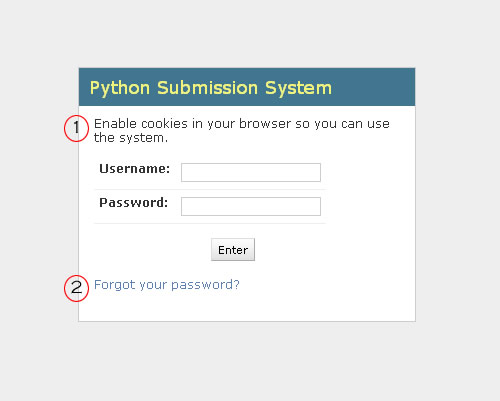 Python Submission System
1 Enable cookies in your browser so you can use
the system.
Username:
Password:
Enter
2 Forgot your password?